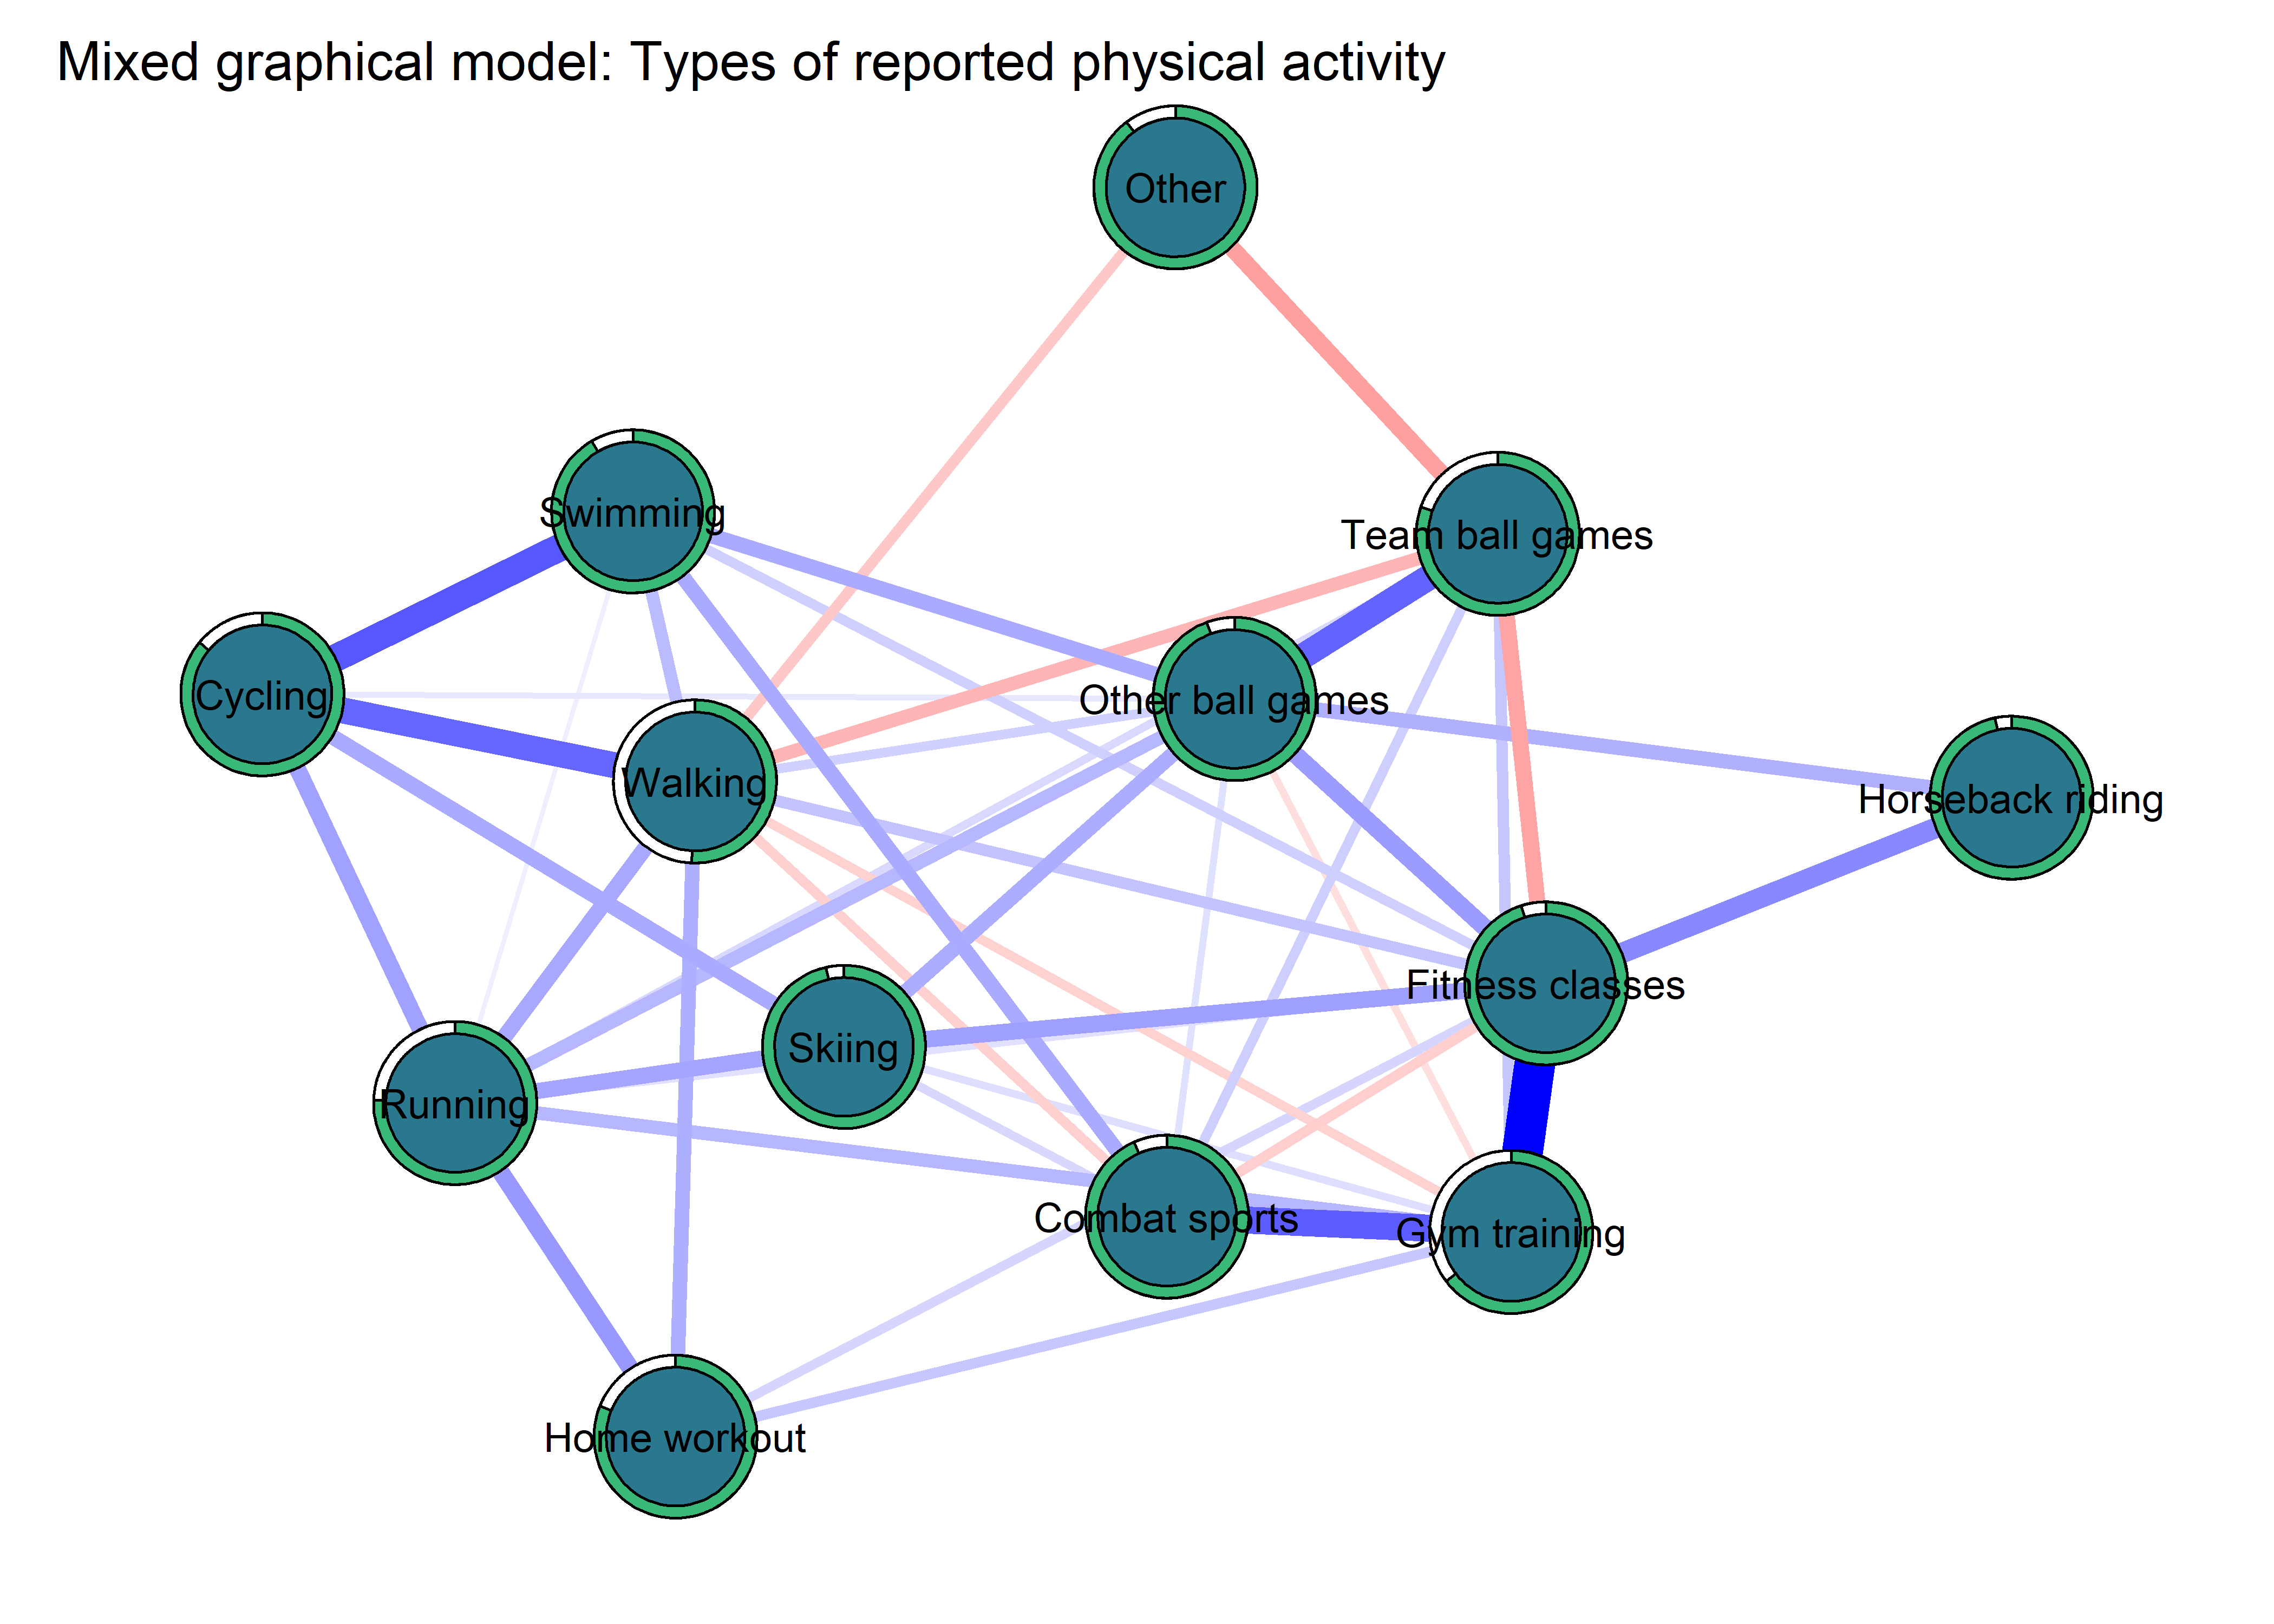 Mixed graphical model: Types of reported physical activity
Other
Swimming
Team ball games
Cycling
Other ball games
Walking
Horseback riding
Fitness classes
Skiing
Running
Combat sports
Gym training
Home workout